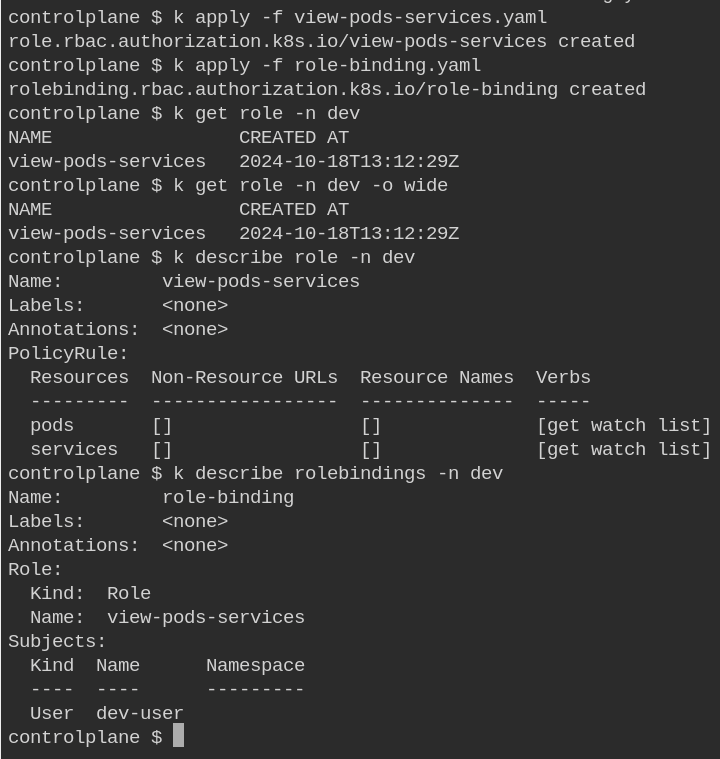 controlplane $ k apply -f view-pods-services.yaml
role.rbac.authorization.k8s.io/view-pods-services created
controlplane $ k apply -f role-binding.yaml
rolebinding.rbac.authorization.k8s.io/role-binding created
controlplane $ k get role -n dev
NAME                 CREATED AT
view-pods-services   2024-10-18T13:12:29Z
controlplane $ k get role -n dev -o wide
NAME                 CREATED AT
view-pods-services   2024-10-18T13:12:29Z
controlplane $ k describe role -n dev
Name:         view-pods-services
Labels:       <none>
Annotations:  <none>
PolicyRule:
  Resources  Non-Resource URLs  Resource Names  Verbs
  ---------  -----------------  --------------  -----
  pods       []                 []              [get watch list]
  services   []                 []              [get watch list]
controlplane $ k describe rolebindings -n dev
Name:         role-binding
Labels:       <none>
Annotations:  <none>
Role:
  Kind:  Role
  Name:  view-pods-services
Subjects:
  Kind  Name      Namespace
  ----  ----      ---------
  User  dev-user
controlplane $